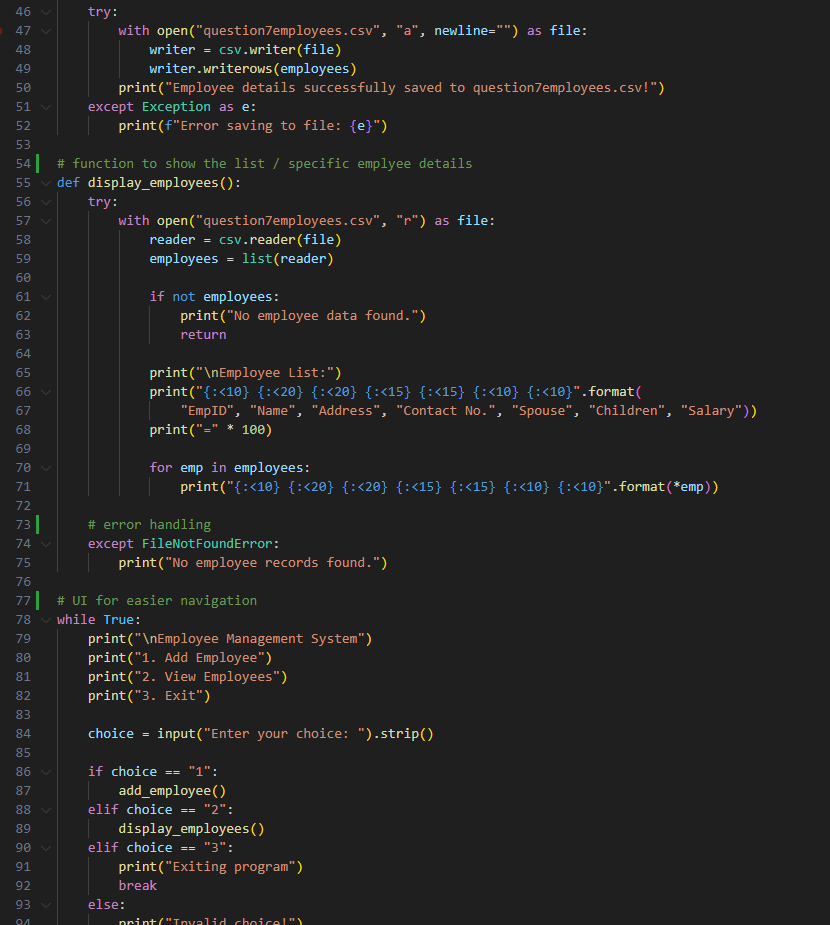 46 try:
47 with open("question7employees.csv", "a", newline="") as file:
48 writer = csv.writer(file)
49 writer.writerows(employees)
50 print("Employee details successfully saved to question7employees.csv!")
51 except Exception as e:
52 print(f"Error saving to file: {e}")
53
54 # function to show the list / specific emplyee details
55 def display_employees():
56 try:
57 with open("question7employees.csv", "r") as file:
58 reader = csv.reader(file)
59 employees = list(reader)
60
61 if not employees:
62 print("No employee data found.")
63 return
64
65 print("\nEmployee List:")
66 print("{:<10} {:<20} {:<20} {:<15} {:<15} {:<10} {:<10}".format(
67 "EmpID", "Name", "Address", "Contact No.", "Spouse", "Children", "Salary"))
68 print("=" * 100)
69
70 for emp in employees:
71 print("{:<10} {:<20} {:<20} {:<15} {:<15} {:<10} {:<10}".format(*emp))
72
73 # error handling
74 except FileNotFoundError:
75 print("No employee records found.")
76
77 # UI for easier navigation
78 while True:
79 print("\nEmployee Management System")
80 print("1. Add Employee")
81 print("2. View Employees")
82 print("3. Exit")
83
84 choice = input("Enter your choice: ").strip()
85
86 if choice == "1":
87 add_employee()
88 elif choice == "2":
89 display_employees()
90 elif choice == "3":
91 print("Exiting program")
92 break
93 else:
94 print("Invalid choice!")